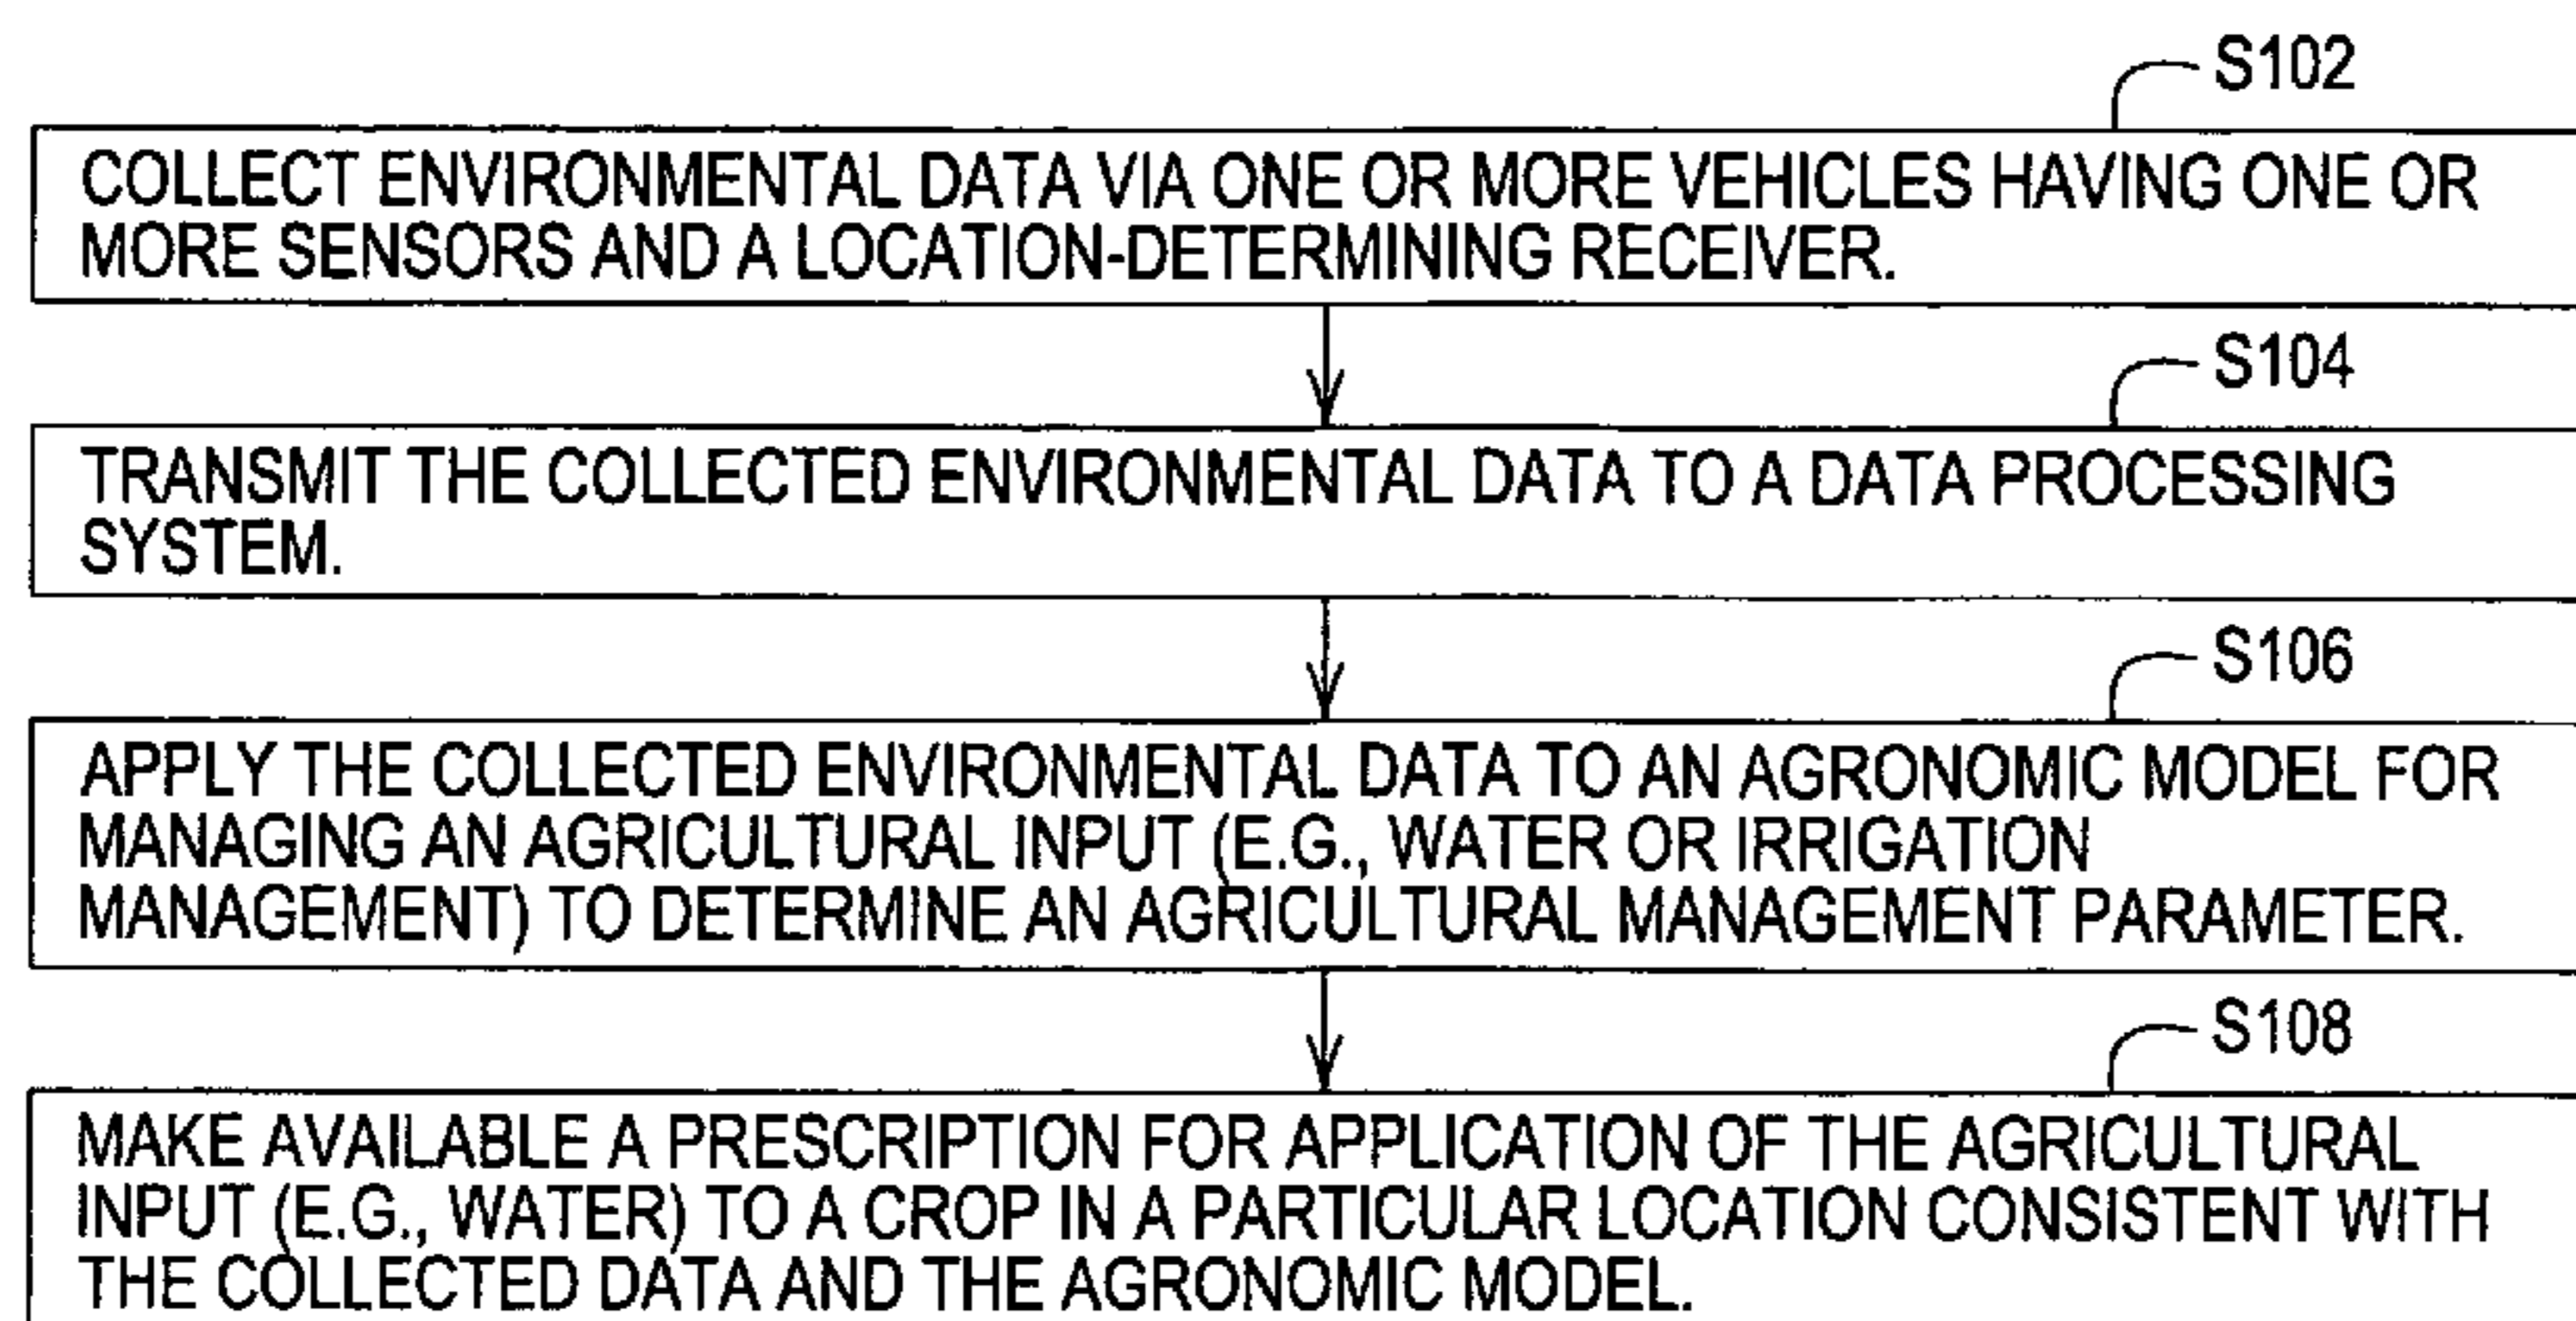 S102
COLLECT ENVIRONMENTAL DATA VIA ONE OR MORE VEHICLES HAVING ONE OR
MORE SENSORS AND A LOCATION-DETERMINING RECEIVER.
S104
TRANSMIT THE COLLECTED ENVIRONMENTAL DATA TO A DATA PROCESSING
SYSTEM.
S106
APPLY THE COLLECTED ENVIRONMENTAL DATA TO AN AGRONOMIC MODEL FOR
MANAGING AN AGRICULTURAL INPUT (E.G., WATER OR IRRIGATION
MANAGEMENT) TO DETERMINE AN AGRICULTURAL MANAGEMENT PARAMETER.
S108
MAKE AVAILABLE A PRESCRIPTION FOR APPLICATION OF THE AGRICULTURAL
INPUT (E.G., WATER) TO A CROP IN A PARTICULAR LOCATION CONSISTENT WITH
THE COLLECTED DATA AND THE AGRONOMIC MODEL.